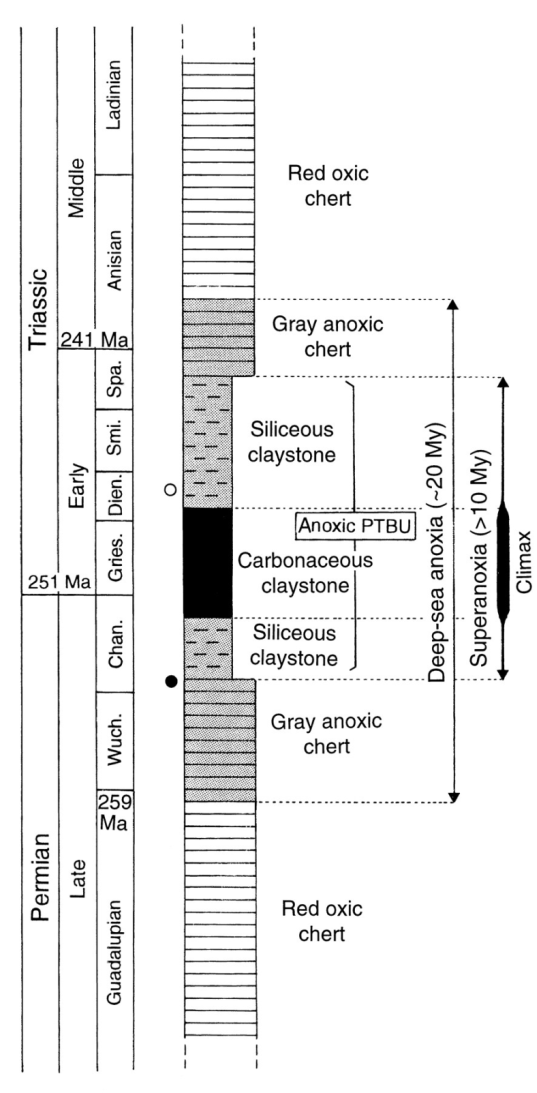 Triassic
Middle
Ladinian
Anisian
241 Ma
Early
Spa.
Smi.
Dien.
Gries.
251 Ma
Permian
Late
Chan.
Wuch.
259
Ma
Guadalupian
Red oxic
chert
Gray anoxic
chert
Siliceous
claystone
Anoxic PTBU
Carbonaceous
claystone
Siliceous
claystone
Gray anoxic
chert
Red oxic
chert
Deep-sea anoxia (~20 My)
Superanoxia (>10 My)
Climax